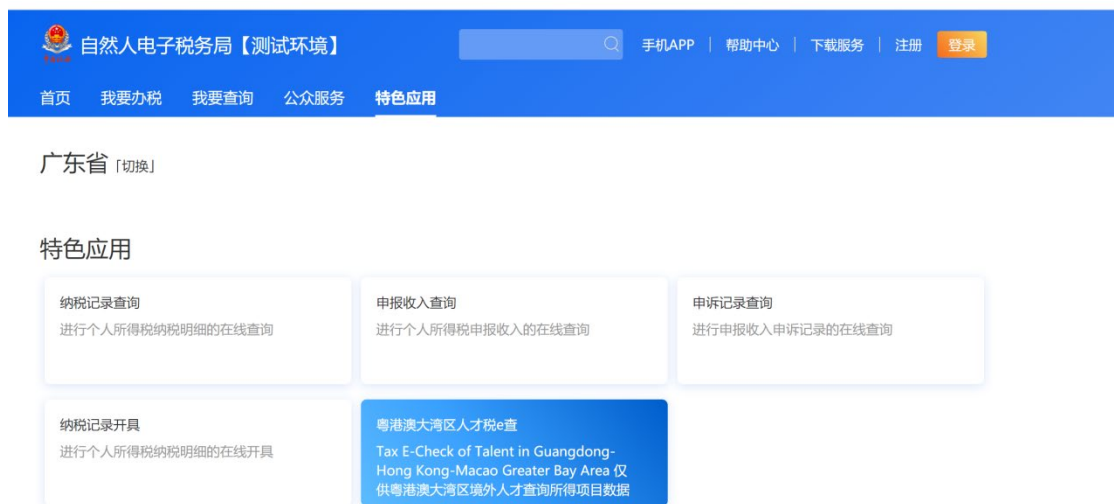 自然人电子税务局【测试环境】
手机APP | 帮助中心 | 下载服务 | 注册 登录
首页 我要办税 我要查询 公众服务 特色应用
广东省「切换」
特色应用
纳税记录查询
进行个人所得税纳税明细的在线查询
申报收入查询
进行个人所得税申报收入的在线查询
申诉记录查询
进行申报收入申诉记录的在线查询
纳税记录开具
进行个人所得税纳税明细的在线开具
粤港澳大湾区人才税e查
Tax E-Check of Talent in Guangdong-
Hong Kong-Macao Greater Bay Area 仅
供粤港澳大湾区境外人才查询所得项目数据